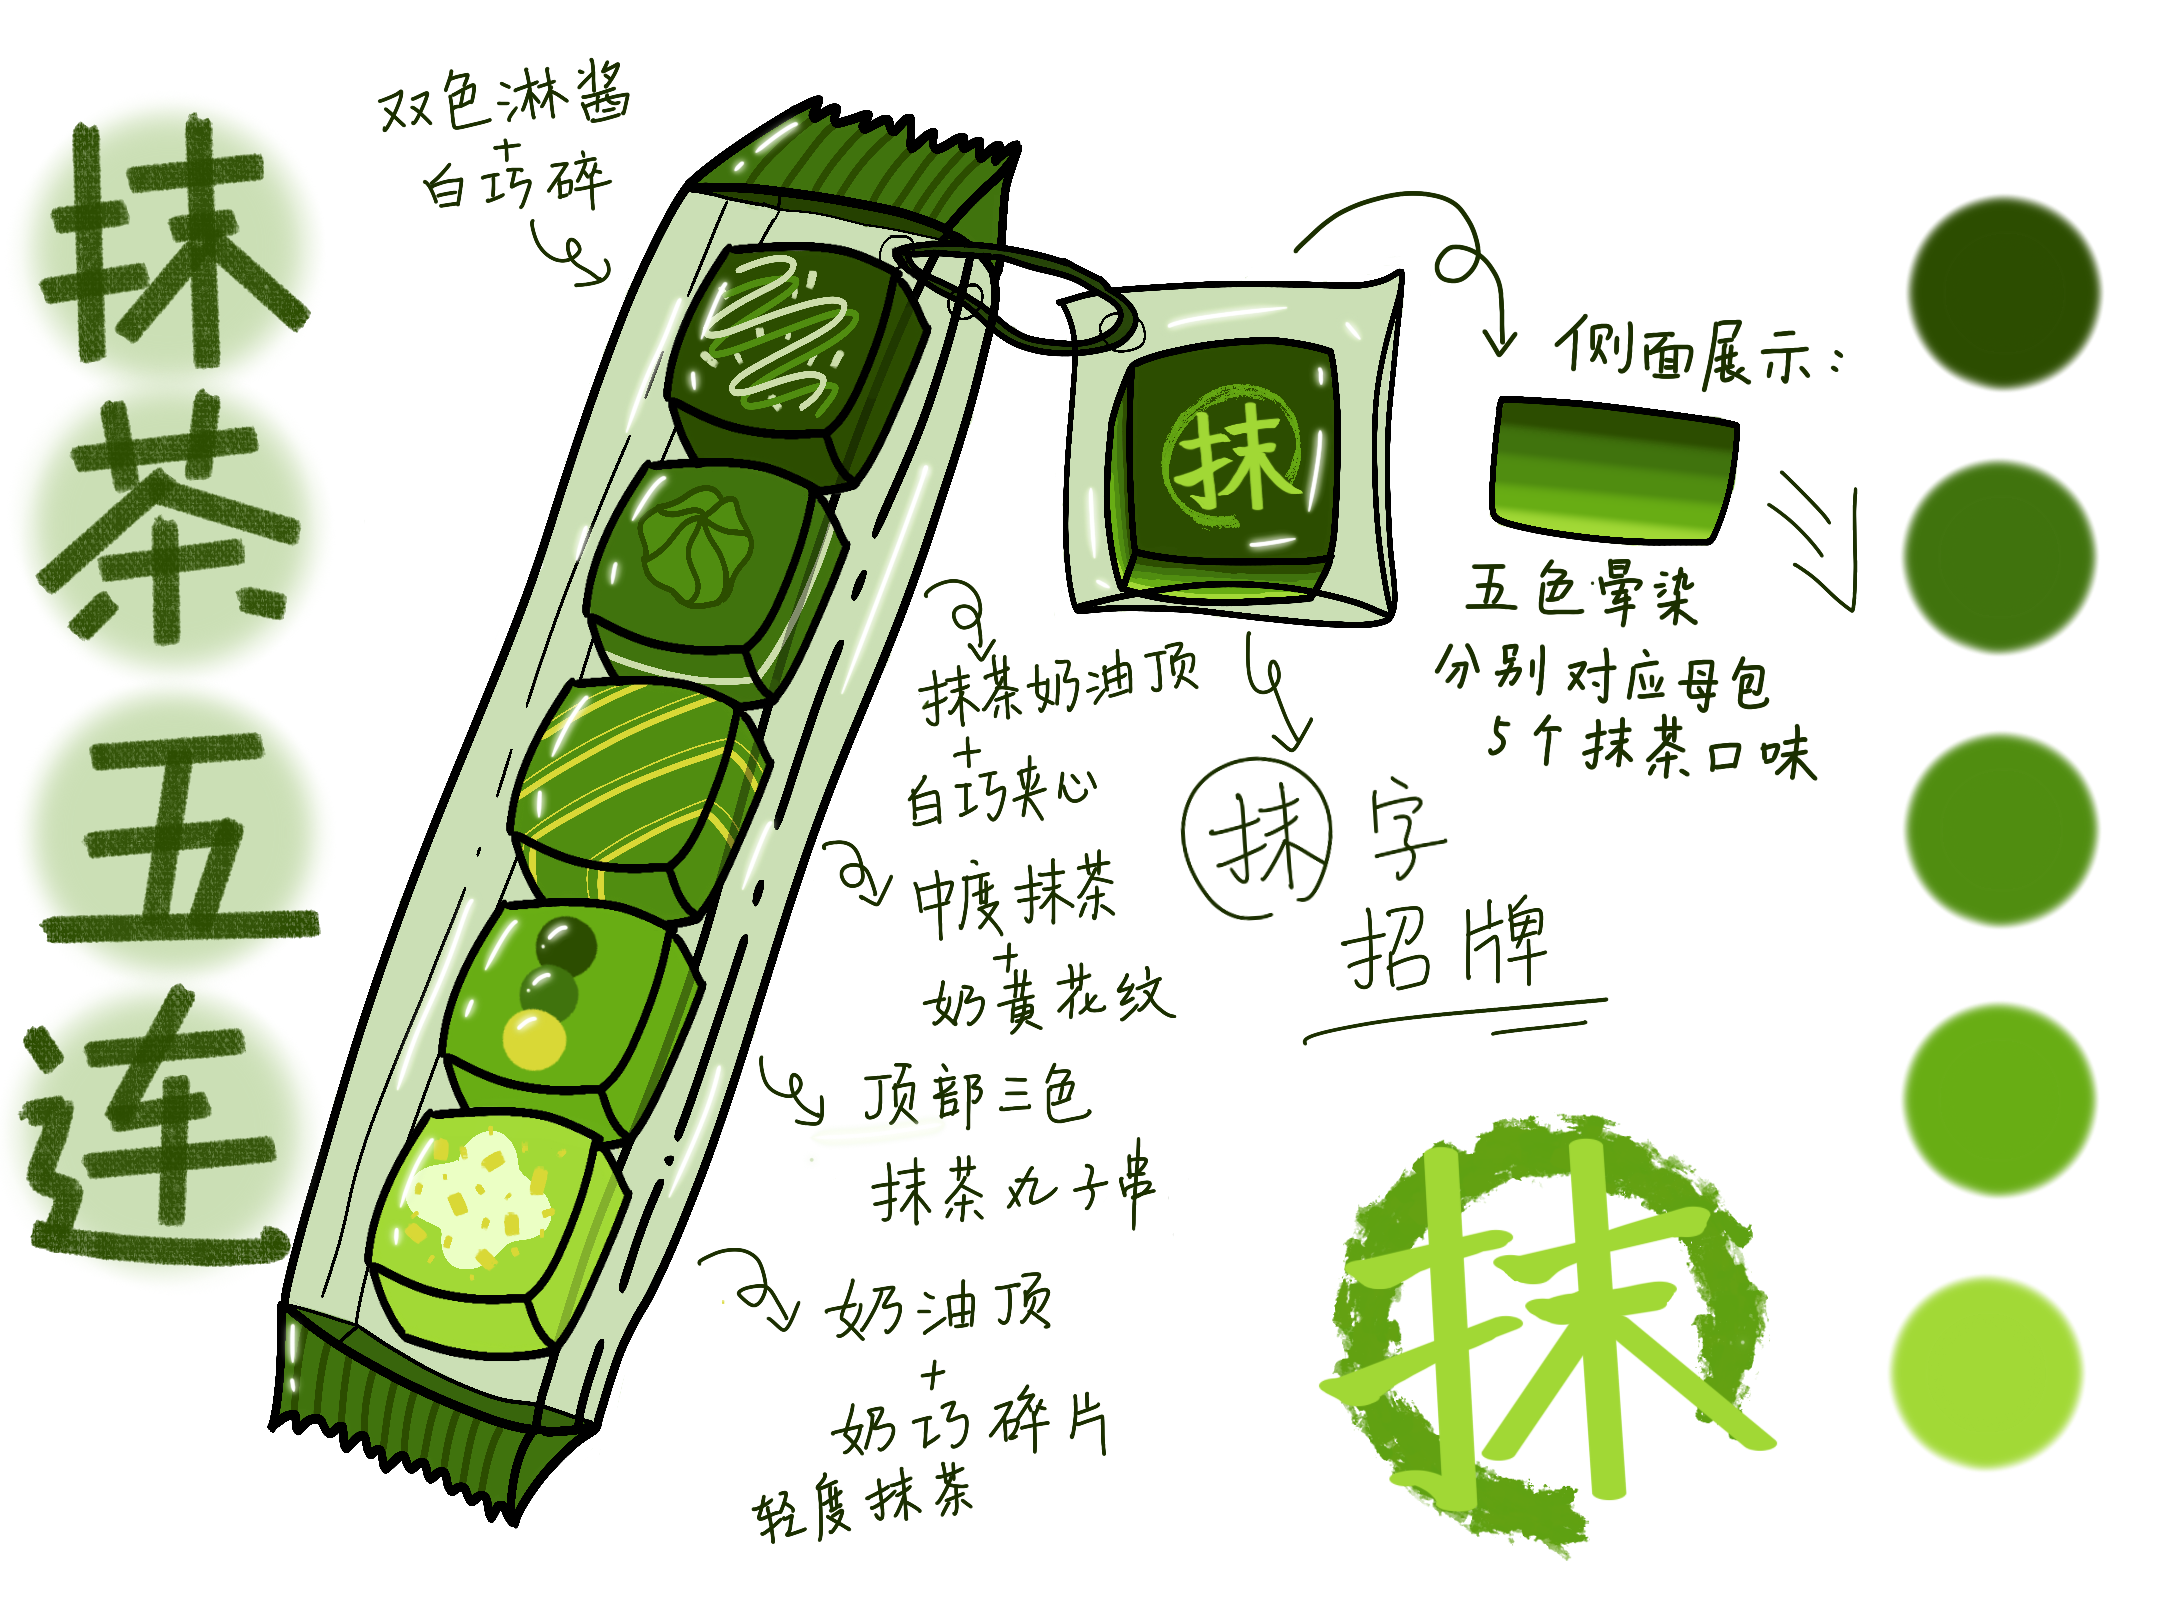 抹
茶
五
连
双色淋酱
+
白巧碎
抹
侧面展示:
五色晕染
分别对应母包
5个抹茶口味
抹茶奶油顶
+
白巧夹心
抹字
招牌
中度抹茶
+
奶黄花纹
顶部三色
抹茶丸子串
奶油顶
+
奶巧碎片
轻度抹茶
抹